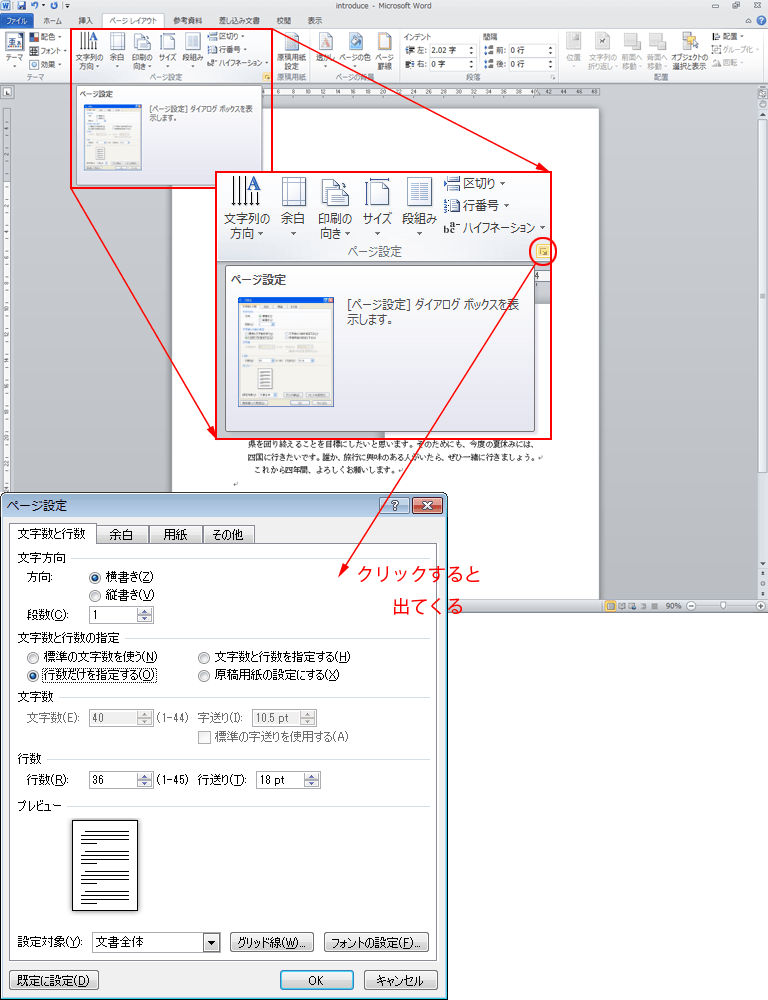 introduce - Microsoft Word
ファイル ホーム 挿入 ページ レイアウト 参考資料 差し込み文書 校閲 表示
テーマ 配色 フォント 効果
テーマ
文字列の方向 余白 印刷の向き サイズ 段組み 区切り 行番号 ハイフネーション
ページ設定
原稿用紙設定
原稿用紙
透かし ページの色 ページ罫線
ページの背景
インデント 間隔
左: 2.02 字 前: 0 行
右: 0 字 後: 0 行
段落
位置 文字列の折り返し 前面へ移動 背面へ移動 オブジェクトの選択と表示 配置 グループ化 回転
配置
ページ設定
[ページ設定] ダイアログ ボックスを表
示します。
文字列の方向 余白 印刷の向き サイズ 段組み 区切り
行番号
ハイフネーション
ページ設定
ページ設定
[ページ設定] ダイアログ ボックスを表
示します。
県を回り終えることを目標にしたいと思います。そのためにも、今度の夏休みには、
四国に行きたいです。誰か、旅行に興味のある人がいたら、ぜひ一緒に行きましょう。
これから四年間、よろしくお願いします。
90%
クリックすると
出てくる
ページ設定
文字数と行数 余白 用紙 その他
文字方向
方向: 横書き(Z)
縦書き(V)
段数(C): 1
文字数と行数の指定
標準の文字数を使う(N) 文字数と行数を指定する(H)
行数だけを指定する(O) 原稿用紙の設定にする(X)
文字数
文字数(E): 40 (1-44) 字送り(I): 10.5 pt
標準の字送りを使用する(A)
行数
行数(R): 36 (1-45) 行送り(T): 18 pt
プレビュー
設定対象(Y): 文書全体 グリッド線(W)... フォントの設定(F)...
既定に設定(D) OK キャンセル